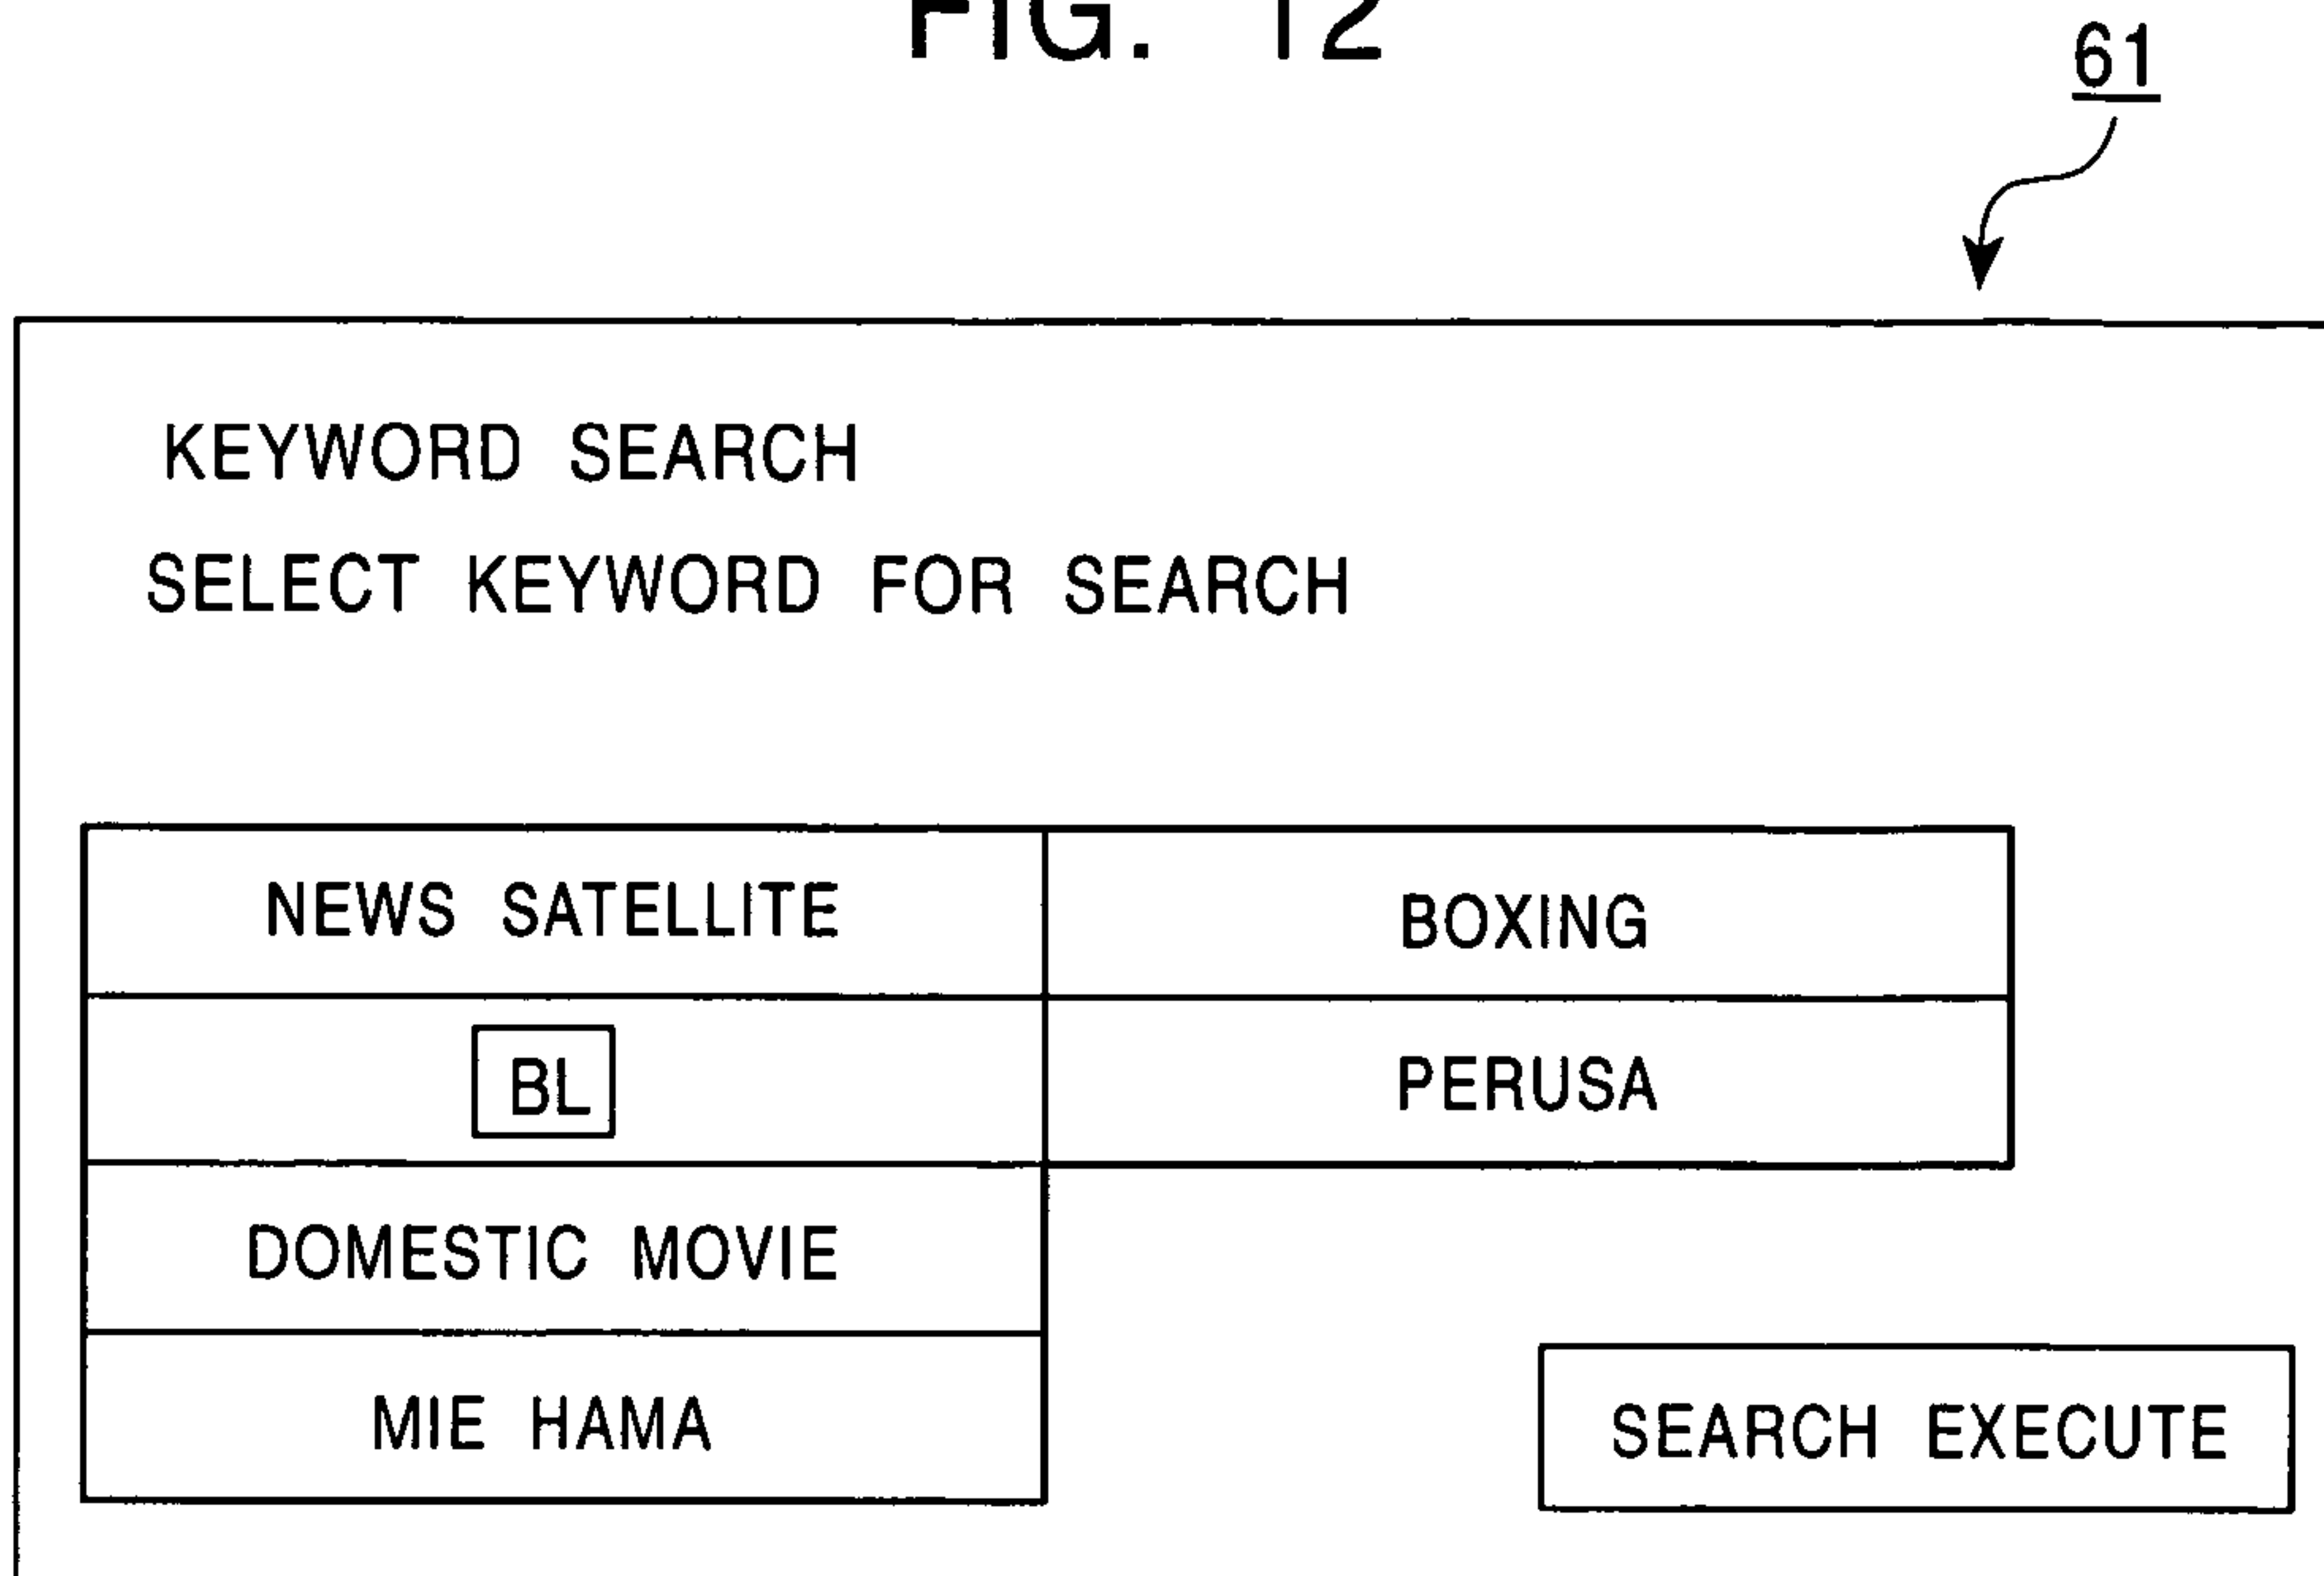 FIG. 12
61
KEYWORD SEARCH
SELECT KEYWORD FOR SEARCH
NEWS SATELLITE BOXING
BL PERUSA
DOMESTIC MOVIE
MIE HAMA
SEARCH EXECUTE